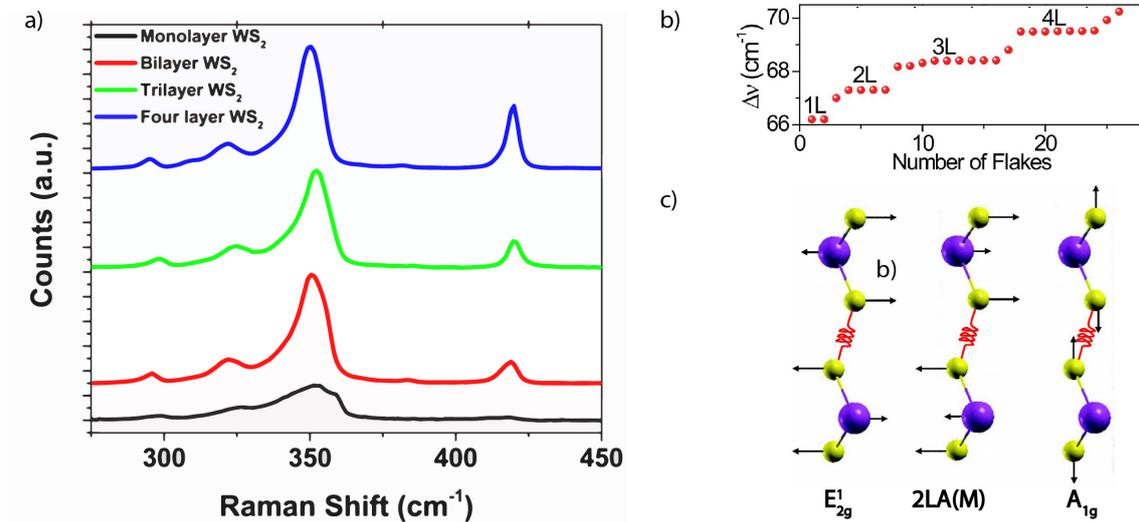 a)
Monolayer WS₂
Bilayer WS₂
Trilayer WS₂
Four layer WS₂
Counts (a.u.)
300 350 400 450
Raman Shift (cm⁻¹)
b)
Δν (cm⁻¹)
70
68
66
1L 2L 3L 4L
0 10 20
Number of Flakes
c)
b)
E¹₂g 2LA(M) A₁g